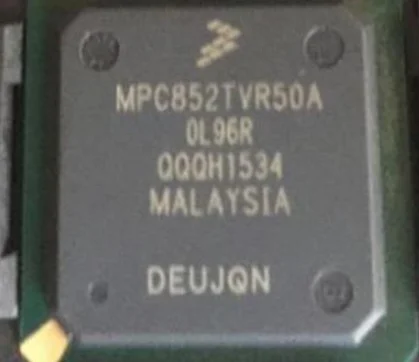 MPC852TVR50A
0L96R
QQQH1534
MALAYSIA
DEUJQN